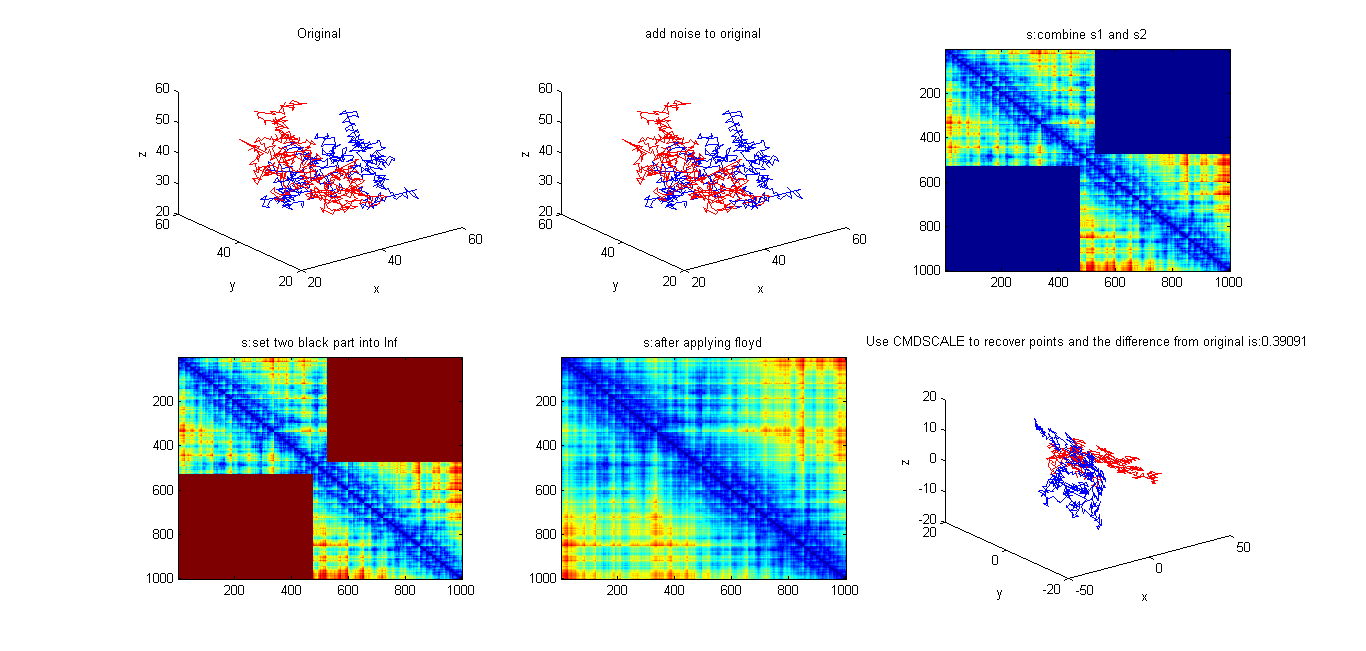 Original
60
50
40
30
20
z
60
40
20
y
20
40
60
x
add noise to original
60
50
40
30
20
z
60
40
20
y
20
40
60
x
s:combine s1 and s2
200
400
600
800
1000
200 400 600 800 1000
s:set two black part into Inf
200
400
600
800
1000
200 400 600 800 1000
s:after applying floyd
200
400
600
800
1000
200 400 600 800 1000
Use CMDSCALE to recover points and the difference from original is:0.39091
20
10
0
-10
-20
z
20
0
-20
y
-50
0
50
x